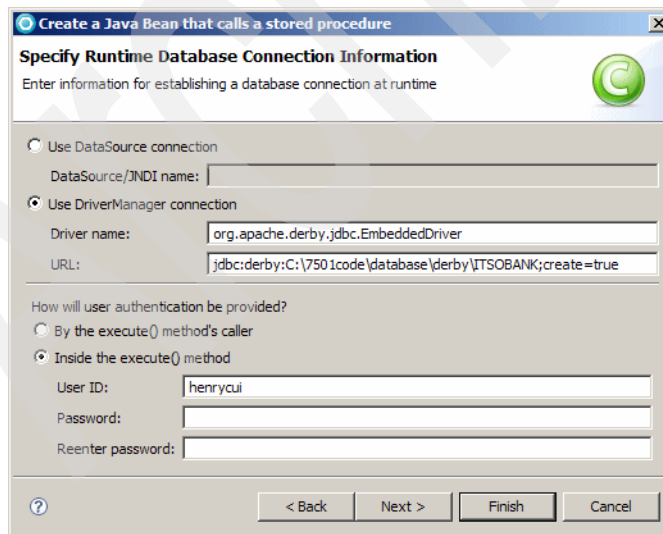 Create a Java Bean that calls a stored procedure
Specify Runtime Database Connection Information
Enter information for establishing a database connection at runtime
Use DataSource connection
DataSource/JNDI name:
Use DriverManager connection
Driver name: org.apache.derby.jdbc.EmbeddedDriver
URL: jdbc:derby:C:\7501code\database\derby\ITSOBANK;create=true
How will user authentication be provided?
By the execute() method's caller
Inside the execute() method
User ID: henrycui
Password:
Reenter password:
< Back Next > Finish Cancel